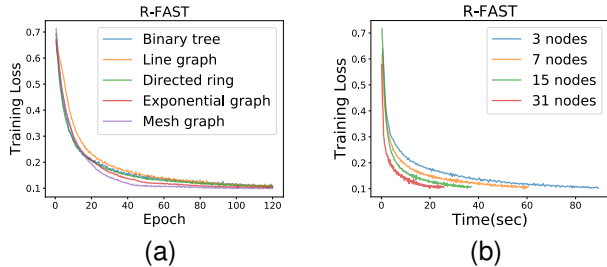 R-FAST
Training Loss
0.7
0.6
0.5
0.4
0.3
0.2
0.1
Binary tree
Line graph
Directed ring
Exponential graph
Mesh graph
0 20 40 60 80 100 120
Epoch
(a)
R-FAST
Training Loss
0.7
0.6
0.5
0.4
0.3
0.2
0.1
3 nodes
7 nodes
15 nodes
31 nodes
0 20 40 60 80
Time(sec)
(b)